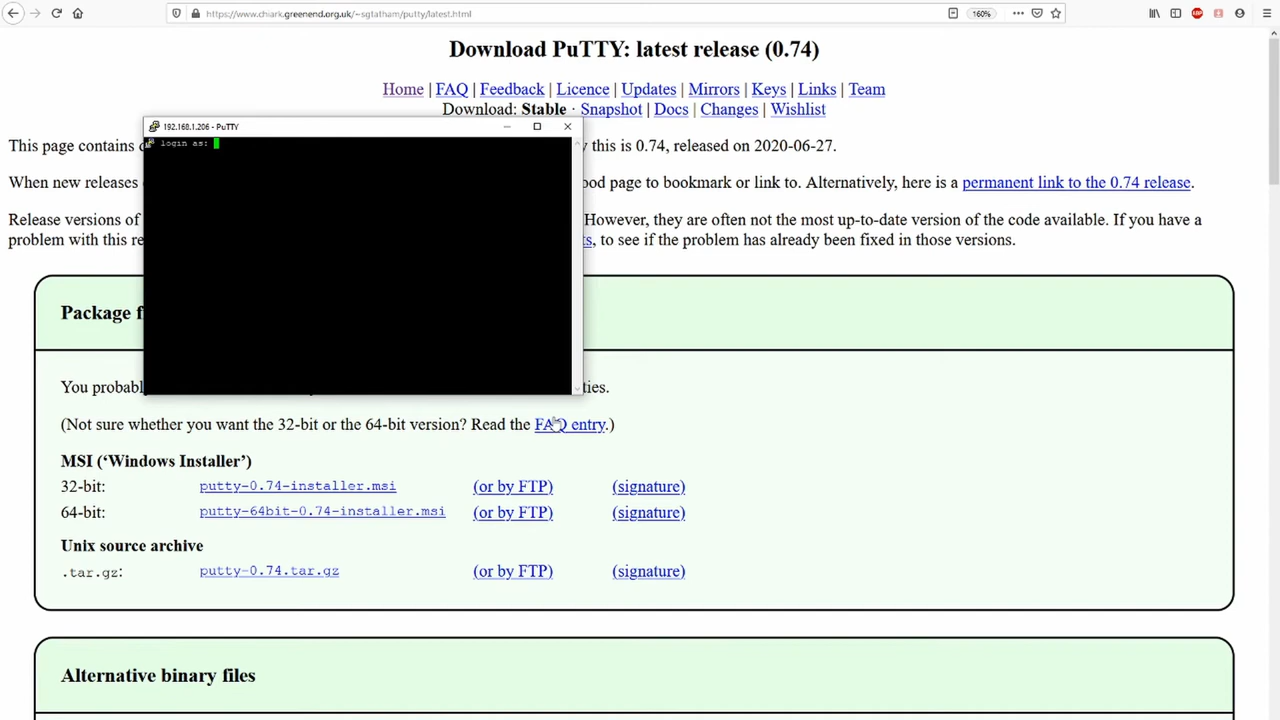 https://www.chiark.greenend.org.uk/~sgtatham/putty/latest.html
160%
ABP
Download PuTTY: latest release (0.74)
Home | FAQ | Feedback | Licence | Updates | Mirrors | Keys | Links | Team
Download: Stable · Snapshot | Docs | Changes | Wishlist
192.168.1.206 - PuTTY
login as:
This page contains this is 0.74, released on 2020-06-27.
When new releases good page to bookmark or link to. Alternatively, here is a permanent link to the 0.74 release.
Release versions of However, they are often not the most up-to-date version of the code available. If you have a
problem with this to see if the problem has already been fixed in those versions.
Package
You
(Not sure whether you want the 32-bit or the 64-bit version? Read the FAQ entry.)
MSI (‘Windows Installer’)
32-bit: putty-0.74-installer.msi (or by FTP) (signature)
64-bit: putty-64bit-0.74-installer.msi (or by FTP) (signature)
Unix source archive
.tar.gz: putty-0.74.tar.gz (or by FTP) (signature)
Alternative binary files